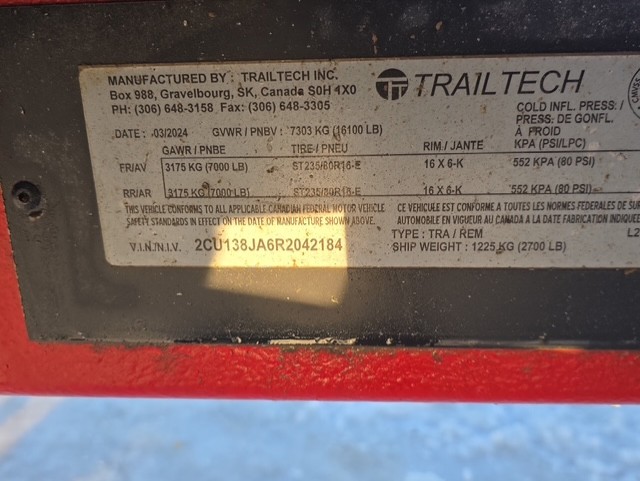 MANUFACTURED BY : TRAILTECH INC.
Box 988, Gravelbourg, SK, Canada S0H 1X0
PH: (306) 648-3158 Fax: (306) 648-3305
TRAILTECH
DATE : 03/2024 GVWR / PNBV : 7303 KG (16100 LB)
COLD INFL. PRESS /
PRESS. DE GONFL.
À FROID
GAWR / PNBE TIRE / PNEU RIM / JANTE KPA (PSI/LPC)
FR/AV 3175 KG (7000 LB) ST235/80R16-E 16 X 6-K 552 KPA (80 PSI)
RR/AR 3175 KG (7000 LB) ST235/80R16-E 16 X 6-K 552 KPA (80 PSI)
THIS VEHICLE CONFORMS TO ALL APPLICABLE CANADIAN FEDERAL MOTOR VEHICLE
SAFETY STANDARDS IN EFFECT ON THE DATE OF MANUFACTURE SHOWN ABOVE.
CE VÉHICULE EST CONFORME A TOUTES LES NORMES FÉDÉRALES DE SUR
AUTOMOBILE EN VIGUEUR AU CANADA A LA DATE FABRICATION INDIQUÉE
V.I.N./N.I.V. 2CU138JA6R2042184
TYPE : TRA / REM L2
SHIP WEIGHT : 1225 KG (2700 LB)